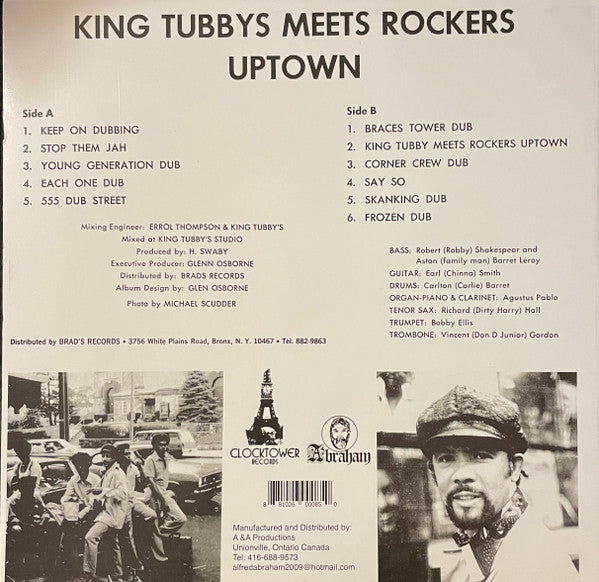 KING TUBBYS MEETS ROCKERS
UPTOWN
Side A
1. KEEP ON DUBBING
2. STOP THEM JAH
3. YOUNG GENERATION DUB
4. EACH ONE DUB
5. 555 DUB STREET
Mixing Engineer: ERROL THOMPSON & KING TUBBY'S
Mixed at KING TUBBY'S STUDIO
Produced by: H. SWABY
Executive Producer: GLENN OSBORNE
Distributed by: BRADS RECORDS
Album Design by: GLEN OSBORNE
Photo by MICHAEL SCUDDER
Distributed by BRAD'S RECORDS • 3756 White Plains Road, Bronx, N. Y. 10467 • Tel. 882-9863
Side B
1. BRACES TOWER DUB
2. KING TUBBY MEETS ROCKERS UPTOWN
3. CORNER CREW DUB
4. SAY SO
5. SKANKING DUB
6. FROZEN DUB
BASS: Robert (Robby) Shakespear and
Aston (family man) Barret Leroy
GUITAR: Earl (Chinna) Smith
DRUMS: Carlton (Carlie) Barret
ORGAN-PIANO & CLARINET: Agustus Pablo
TENOR SAX: Richard (Dirty Harry) Hall
TRUMPET: Bobby Ellis
TROMBONE: Vincent (Don D Junior) Gordon
CLOCKTOWER
RECORDS
Abraham
8 81026 00085 0
Manufactured and Distributed by:
A & A Productions
Unionville, Ontario Canada
Tel: 416-688-9573
alfredabraham2009@hotmail.com